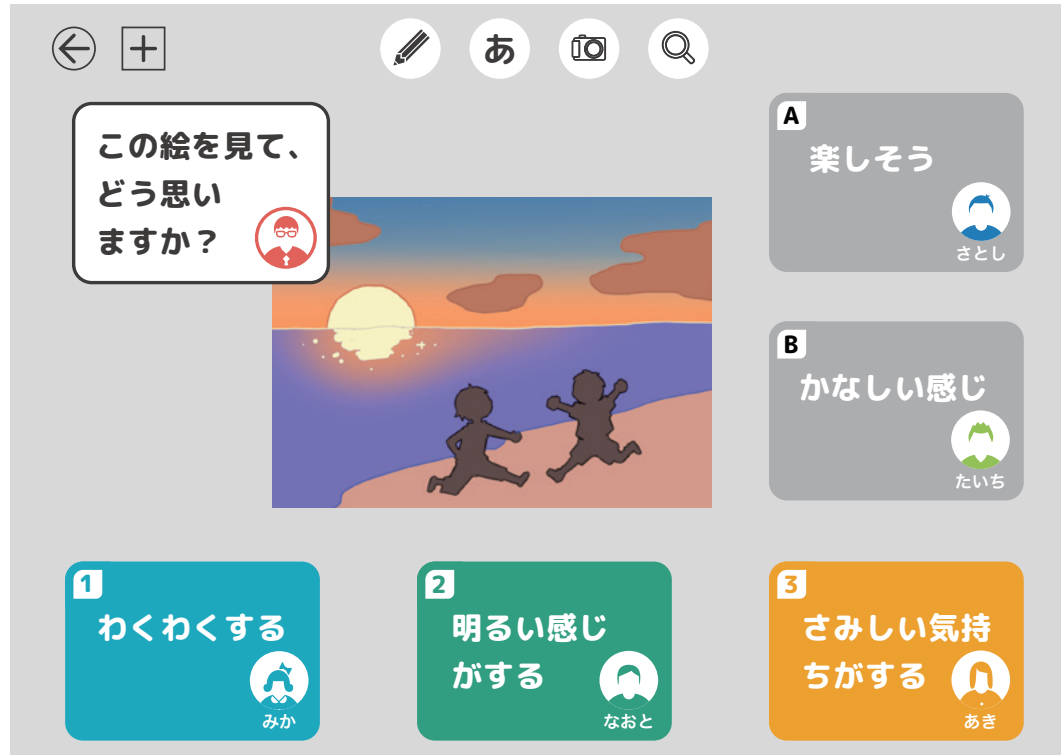 あ
この絵を見て、
どう思い
ますか？
A
楽しそう
さとし
B
かなしい感じ
たいち
1
わくわくする
みか
2
明るい感じ
がする
なおと
3
さみしい気持
ちがする
あき